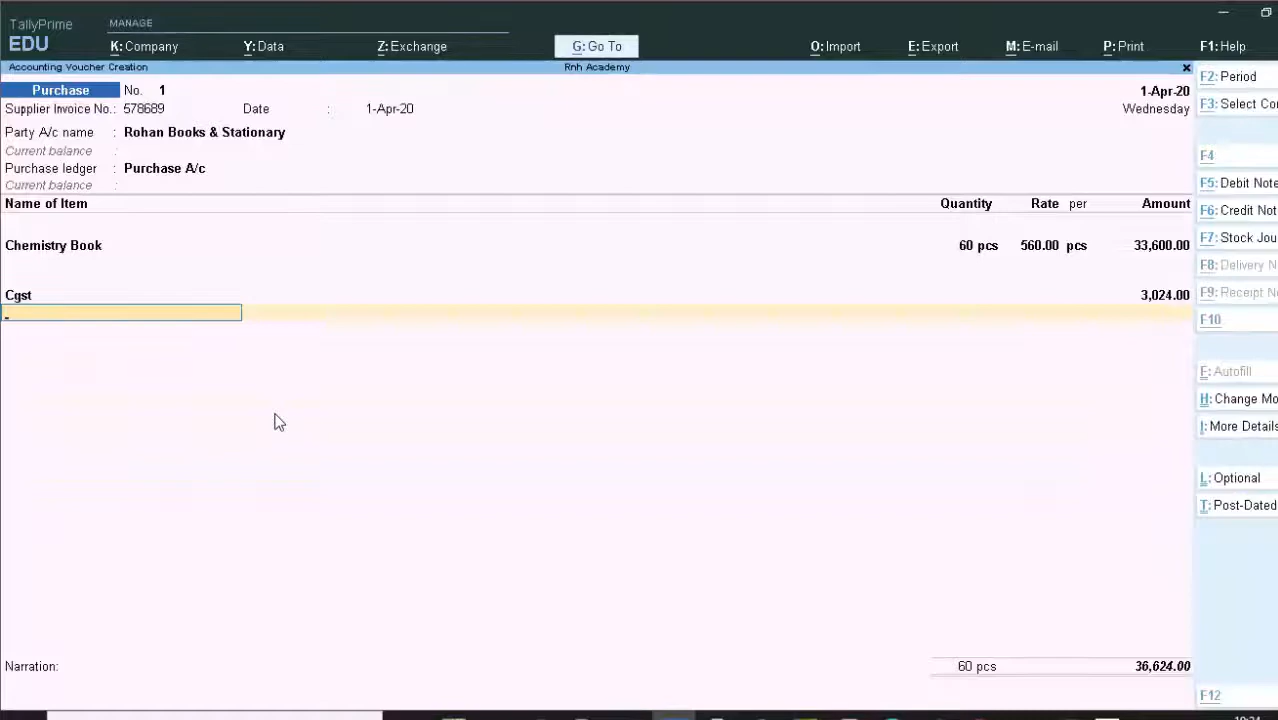 TallyPrime MANAGE
EDU K: Company Y: Data Z: Exchange G: Go To O: Import E: Export M: E-mail P: Print F1: Help
Accounting Voucher Creation Rnh Academy ×
Purchase No. 1 1-Apr-20
Supplier Invoice No.: 578689 Date : 1-Apr-20 Wednesday
Party A/c name : Rohan Books & Stationary
Current balance :
Purchase ledger : Purchase A/c
Current balance :
Name of Item Quantity Rate per Amount
Chemistry Book 60 pcs 560.00 pcs 33,600.00
Cgst 3,024.00
Narration: 60 pcs 36,624.00
F2: Period
F3: Select Co
F4
F5: Debit Note
F6: Credit Not
F7: Stock Jou
F8: Delivery N
F9: Receipt No
F10
F: Autofill
H: Change Mo
I: More Details
L: Optional
T: Post-Dated
F12